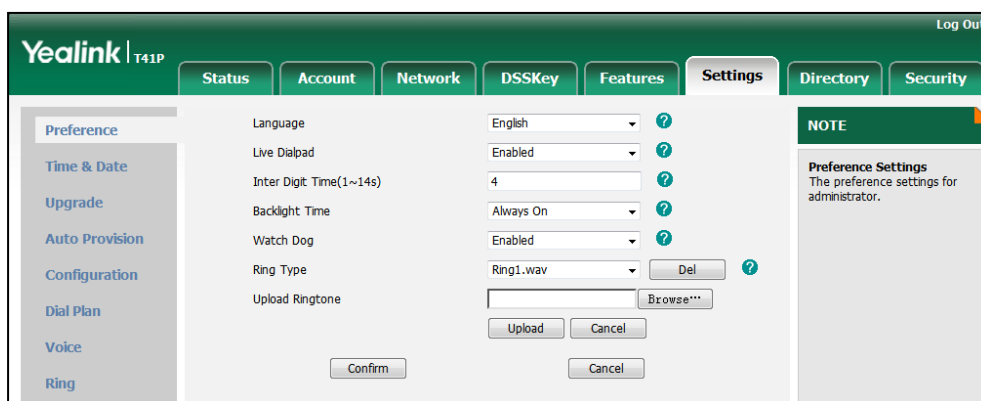 Log Ou
Yealink | T41P
Status Account Network DSSKey Features Settings Directory Security
Preference
Time & Date
Upgrade
Auto Provision
Configuration
Dial Plan
Voice
Ring
Language English ?
Live Dialpad Enabled ?
Inter Digit Time(1~14s) 4 ?
Backlight Time Always On ?
Watch Dog Enabled ?
Ring Type Ring1.wav Del ?
Upload Ringtone Browse…
Upload Cancel
Confirm Cancel
NOTE
Preference Settings
The preference settings for
administrator.